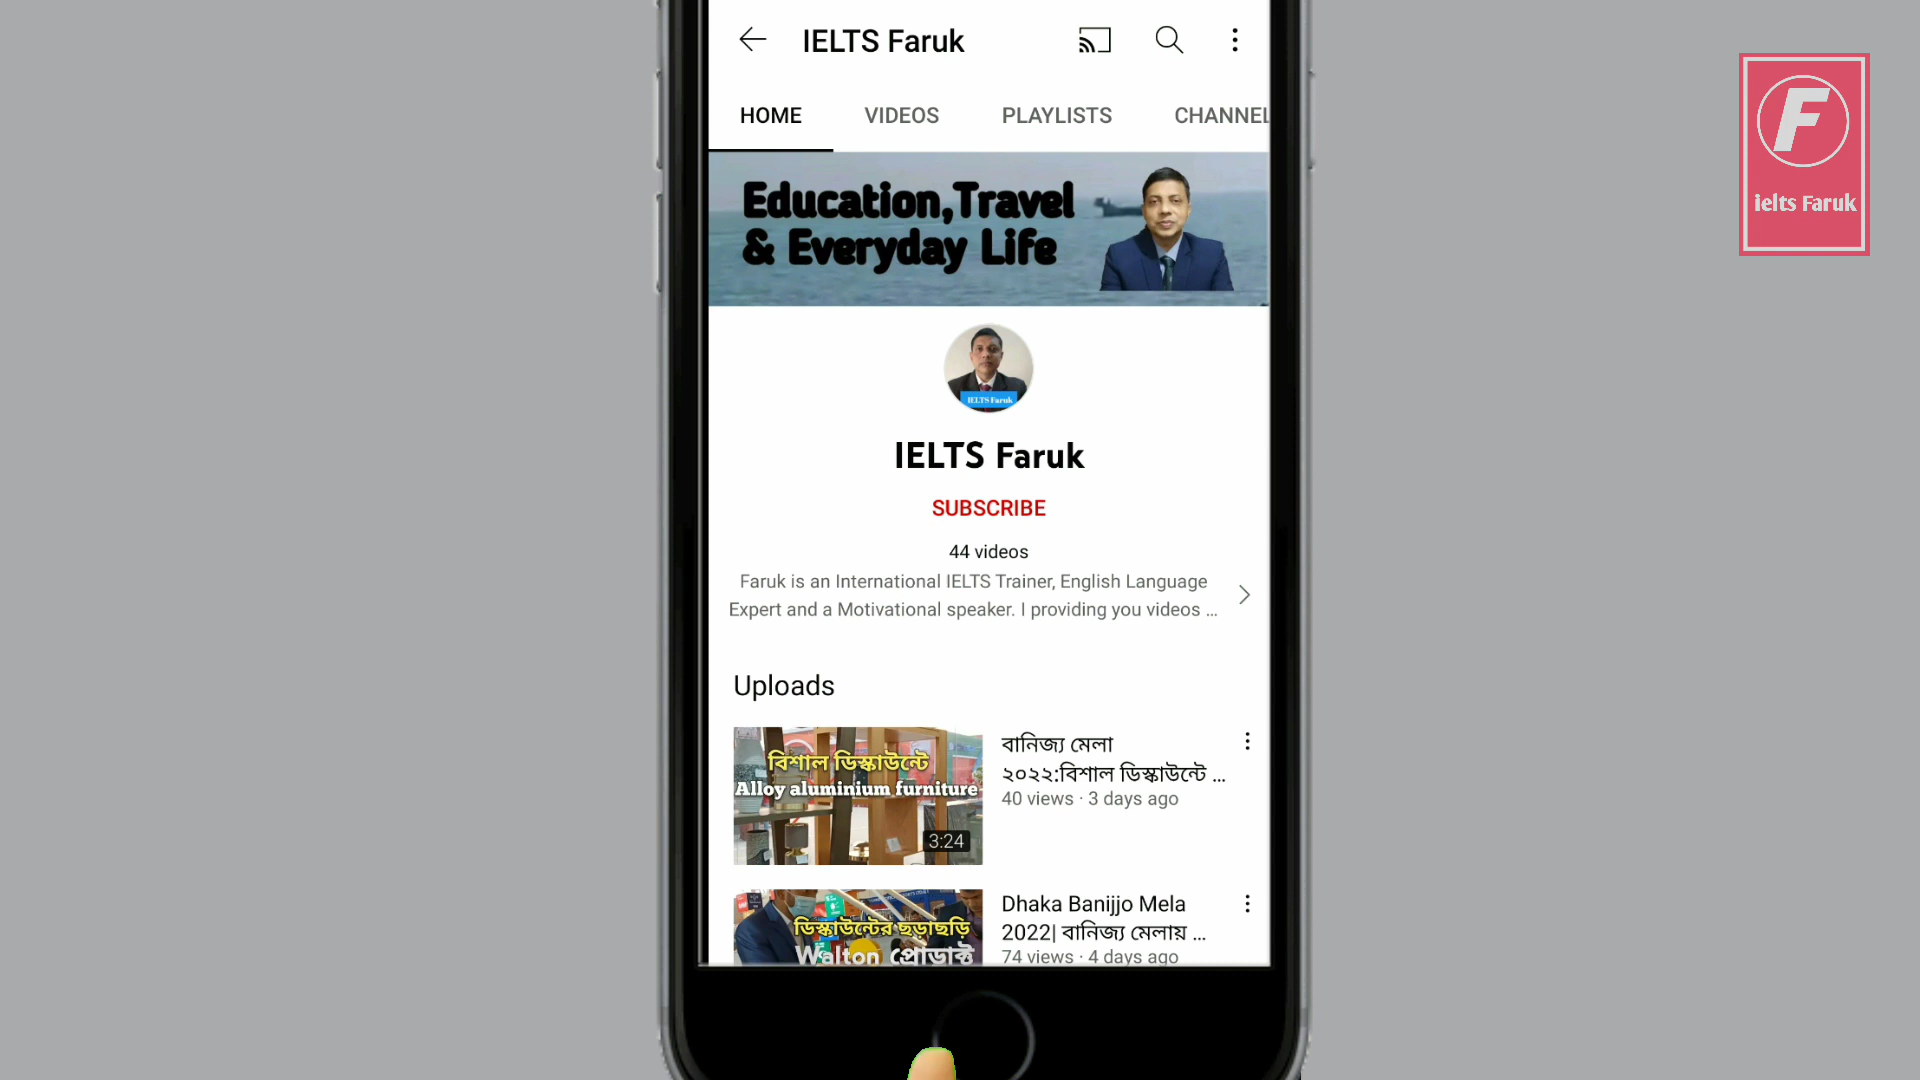 IELTS Faruk
HOME
VIDEOS
PLAYLISTS
CHANNEL
Education,Travel
& Everyday Life
IELTS Faruk
IELTS Faruk
SUBSCRIBE
44 videos
Faruk is an International IELTS Trainer, English Language
Expert and a Motivational speaker. I providing you videos ...
Uploads
বিশাল ডিস্কাউন্টে
Alloy aluminium furniture
3:24
বানিজ্য মেলা
২০২২:বিশাল ডিস্কাউন্টে ...
40 views · 3 days ago
ডিস্কাউন্টের ছড়াছড়ি
Walton প্রোডাক্ট
Dhaka Banijjo Mela
2022| বানিজ্য মেলায় ...
74 views · 4 days ago
F
ielts Faruk